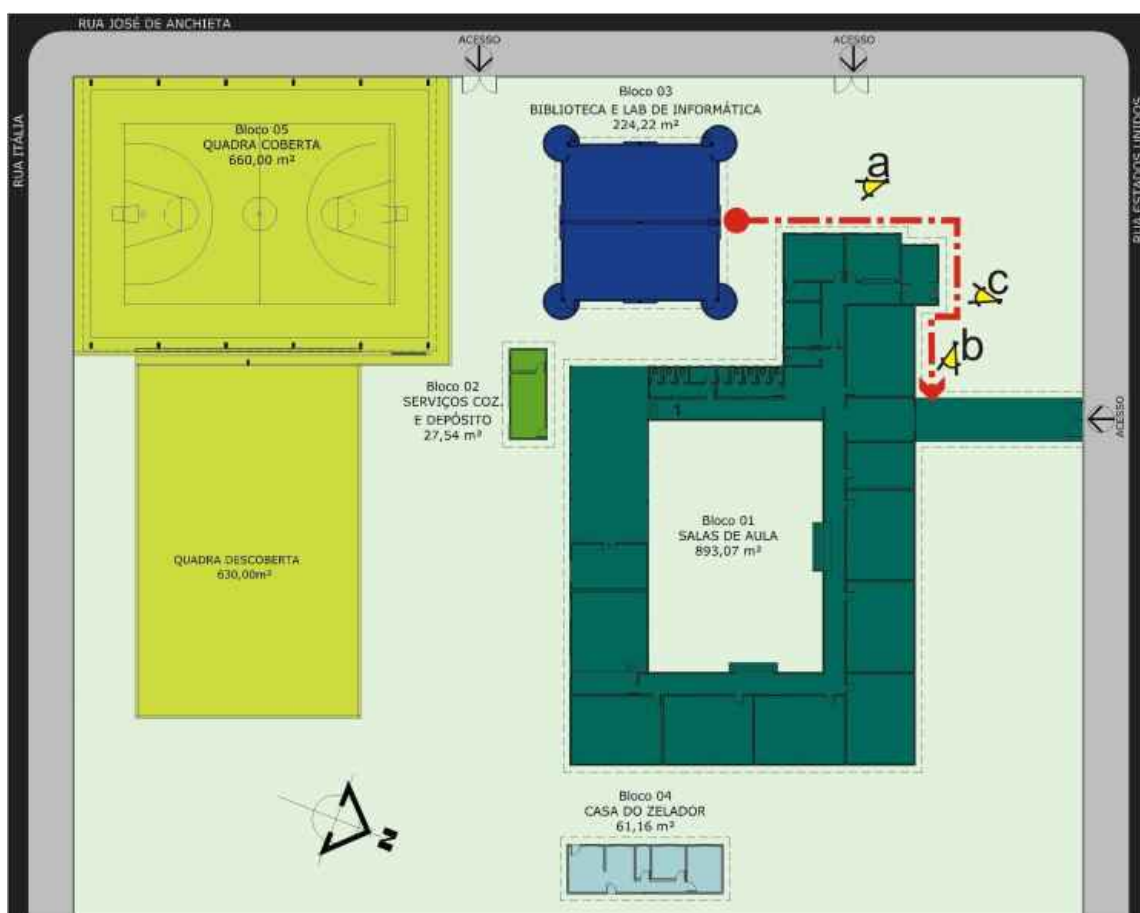 RUA JOSÉ DE ANCHIETA
ACESSO
ACESSO
RUA ITÁLIA
RUA ESTADOS UNIDOS
Bloco 03
BIBLIOTECA E LAB DE INFORMÁTICA
224,22 m²
Bloco 05
QUADRA COBERTA
660,00 m²
a
c
b
Bloco 02
SERVIÇOS COZ.
E DEPÓSITO
27,54 m²
ACESSO
Bloco 01
SALAS DE AULA
893,07 m²
QUADRA DESCOBERTA
630,00m²
N
Bloco 04
CASA DO ZELADOR
61,16 m²